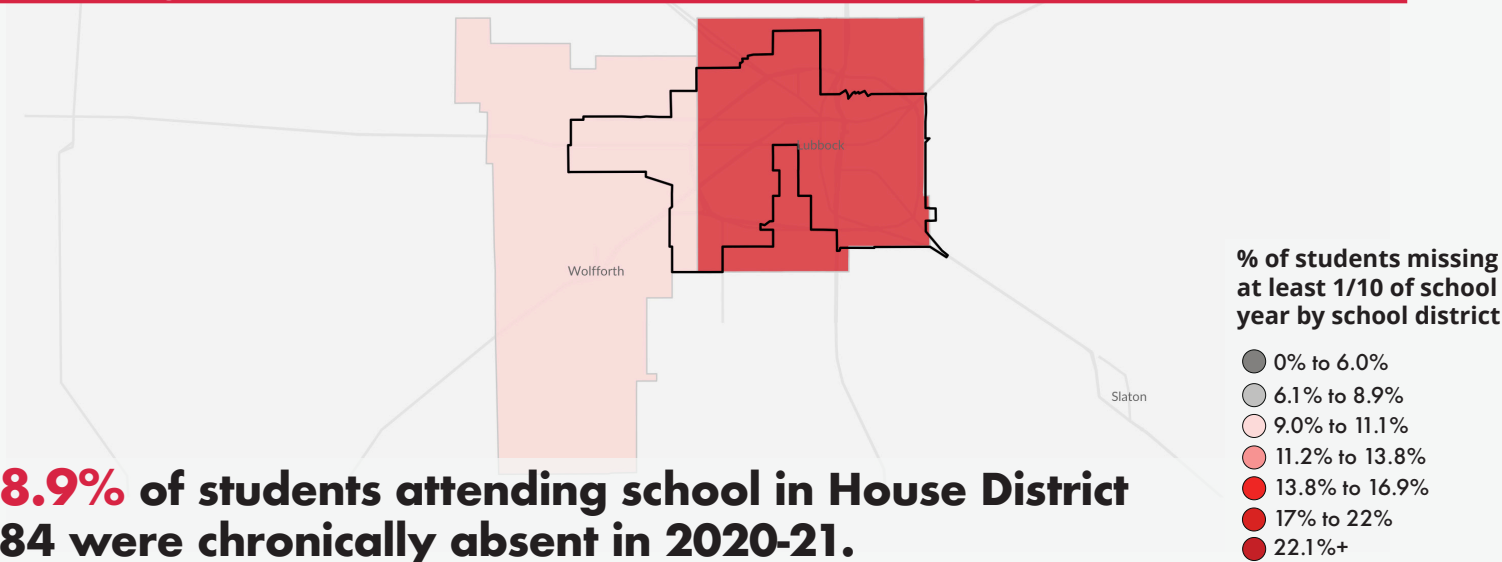 Lubbock
Wolfforth
Slaton
% of students missing
at least 1/10 of school
year by school district
0% to 6.0%
6.1% to 8.9%
9.0% to 11.1%
11.2% to 13.8%
13.8% to 16.9%
17% to 22%
22.1%+
8.9% of students attending school in House District
84 were chronically absent in 2020-21.